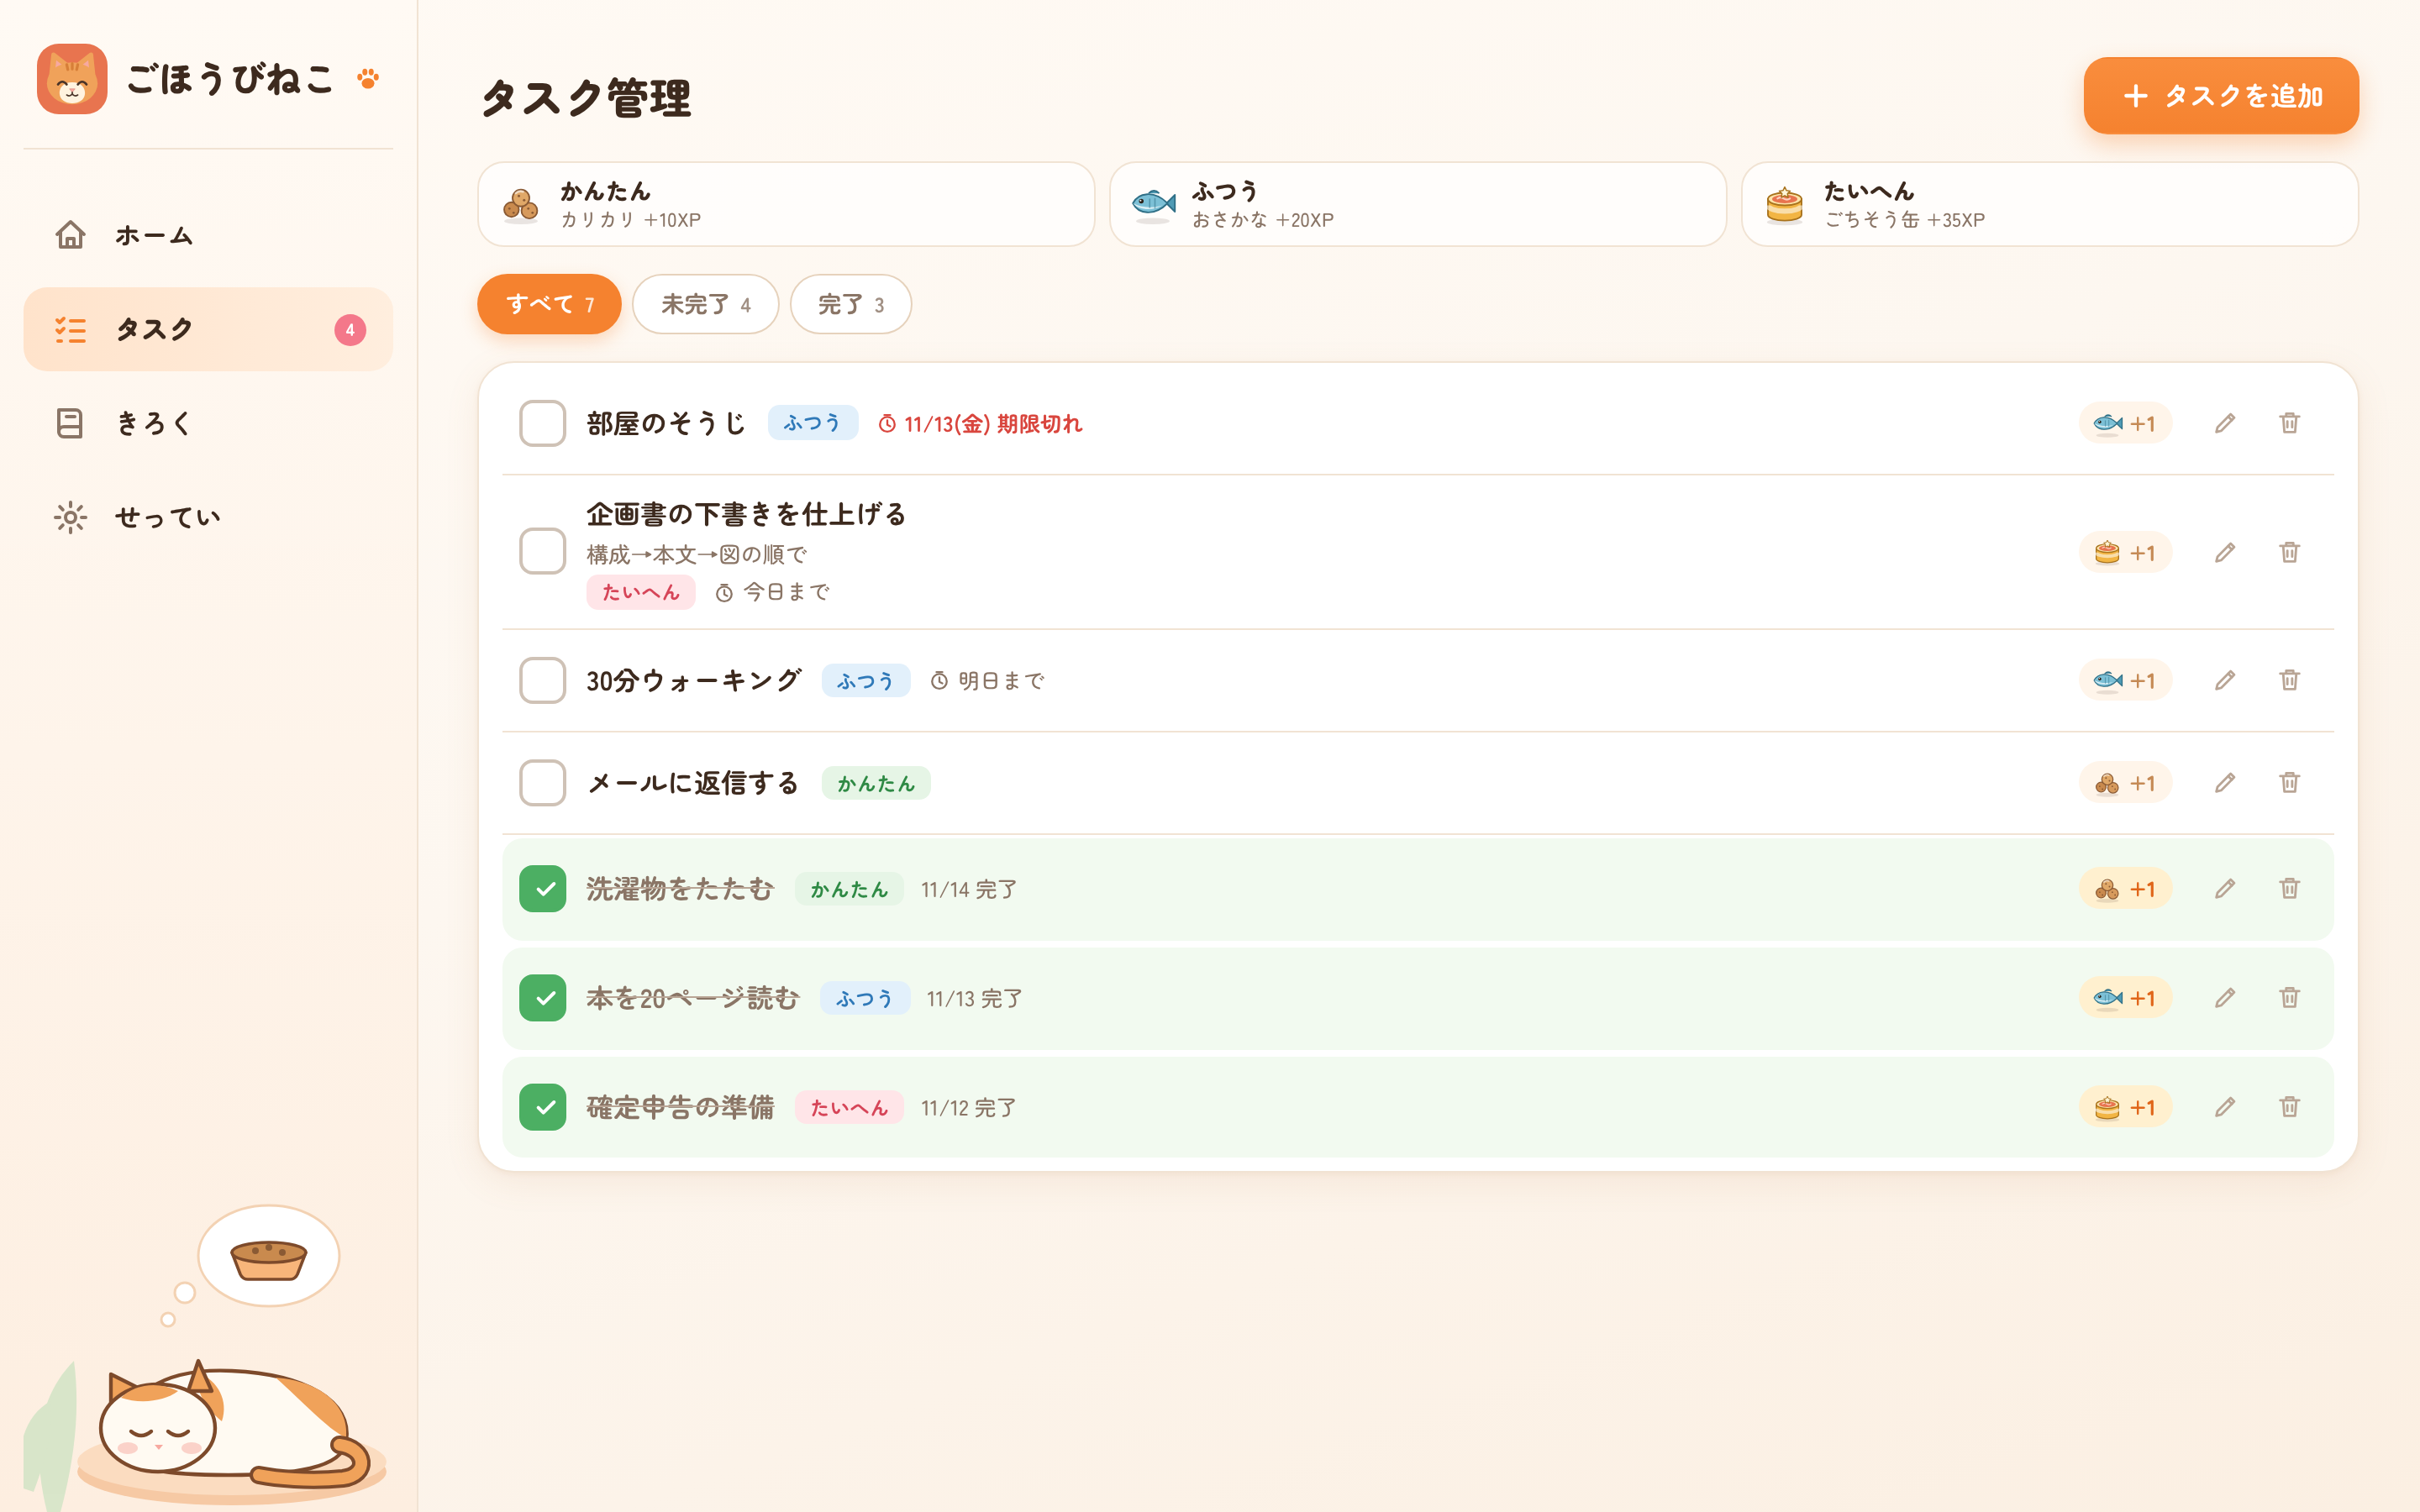 ごほうびねこ
ホーム
タスク 4
きろく
せってい
タスク管理
+ タスクを追加
かんたん
カリカリ +10XP
ふつう
おさかな +20XP
たいへん
ごちそう缶 +35XP
すべて 7
未完了 4
完了 3
部屋のそうじ ふつう 11/13(金) 期限切れ +1
企画書の下書きを仕上げる
構成→本文→図の順で
たいへん 今日まで +1
30分ウォーキング ふつう 明日まで +1
メールに返信する かんたん +1
洗濯物をたたむ かんたん 11/14 完了 +1
本を20ページ読む ふつう 11/13 完了 +1
確定申告の準備 たいへん 11/12 完了 +1